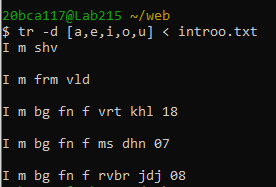 20bca117@Lab215 ~/web
$ tr -d [a,e,i,o,u] < introo.txt
I m shv
I m frm vld
I m bg fn f vrt khl 18
I m bg fn f ms dhn 07
I m bg fn f rvbr jdj 08